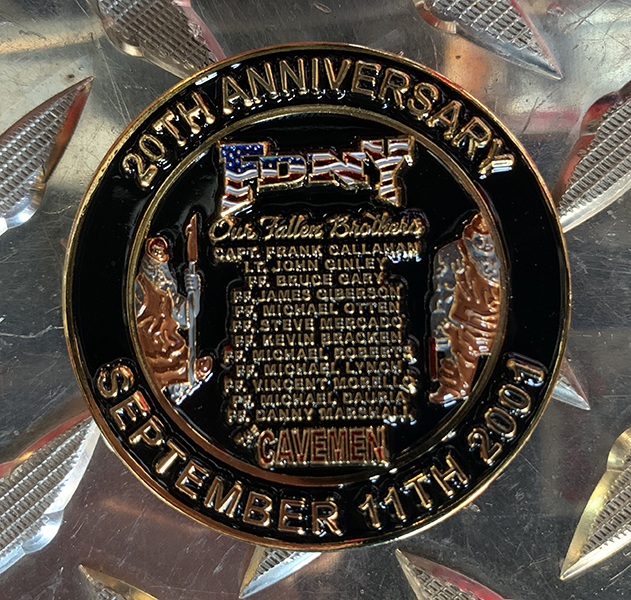 20TH ANNIVERSARY
FDNY
Our Fallen Brothers
CAPT. FRANK CALLAHAN
LT. JOHN GINLEY
FF. BRUCE GARY
FF. JAMES GIBERSON
FF. MICHAEL OTTEN
FF. STEVE MERCADO
FF. KEVIN BRACKEN
FF. MICHAEL ROBERTS
FF. MICHAEL LYNCH
FF. VINCENT MORELLO
FF. MICHAEL
FF. DANNY MARSHALL
CAVEMEN
SEPTEMBER 11TH 2001